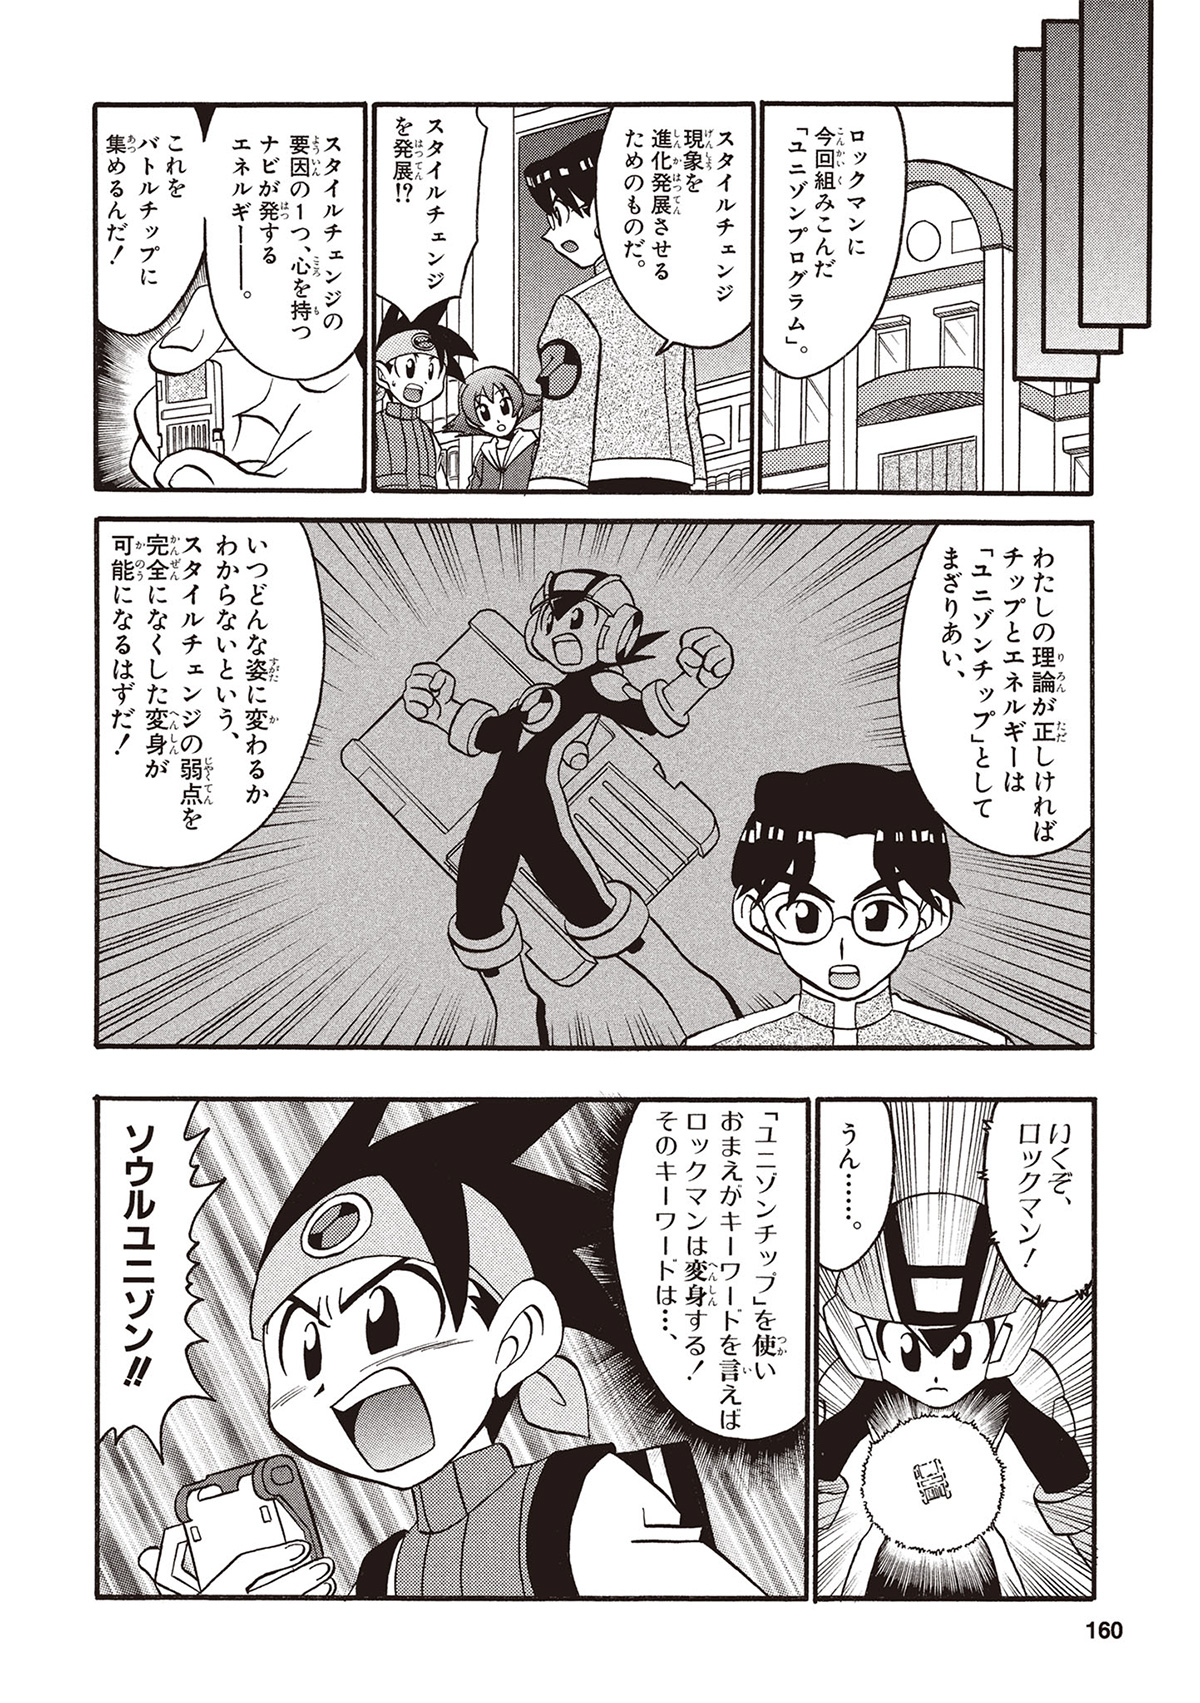 ロックマンに
今回組みこんだ
「ユニゾンプログラム」。
スタイルチェンジ
現象を
進化発展させる
ためのものだ。
スタイルチェンジ
を発展!?
スタイルチェンジの
要因の1つ、心を持つ
ナビが発する
エネルギー――。
これを
バトルチップに
集めるんだ!
わたしの理論が正しければ
チップとエネルギーは
「ユニゾンチップ」として
まざりあい、
いつどんな姿に変わるか
わからないという、
スタイルチェンジの弱点を
完全になくした変身が
可能になるはずだ!
いくぞ、
ロックマン!
うん……。
「ユニゾンチップ」を使い
おまえがキーワードを言えば
ロックマンは変身する!
そのキーワードは…、
ソウルユニゾン!!
160